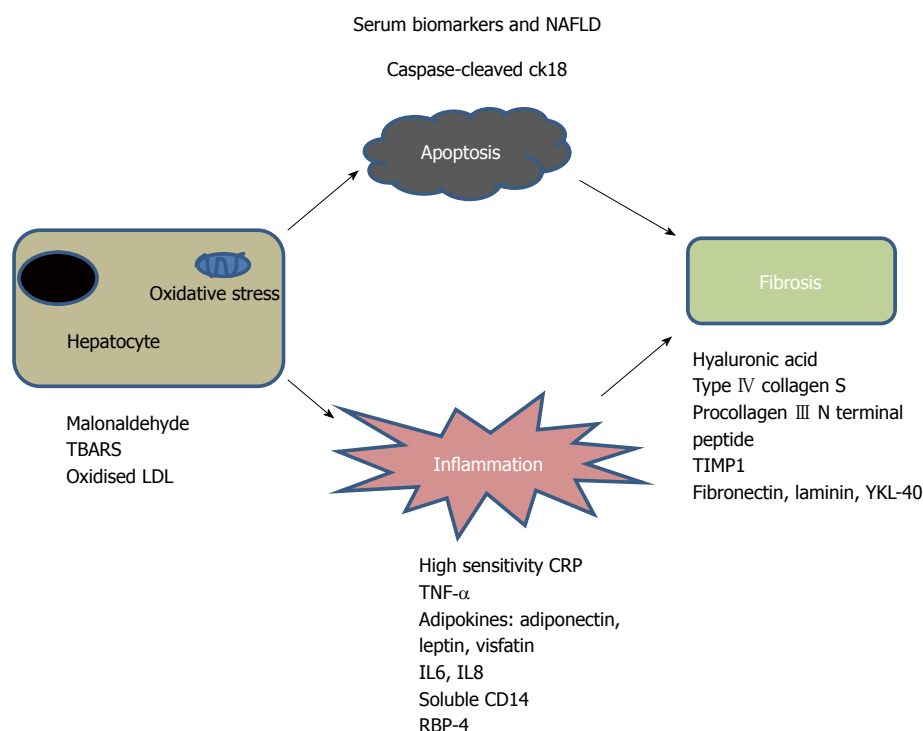 Serum biomarkers and NAFLD
Caspase-cleaved ck18
Apoptosis
Oxidative stress
Hepatocyte
Malonaldehyde
TBARS
Oxidised LDL
Inflammation
High sensitivity CRP
TNF-α
Adipokines: adiponectin,
leptin, visfatin
IL6, IL8
Soluble CD14
RBP-4
Fibrosis
Hyaluronic acid
Type Ⅳ collagen S
Procollagen Ⅲ N terminal
peptide
TIMP1
Fibronectin, laminin, YKL-40